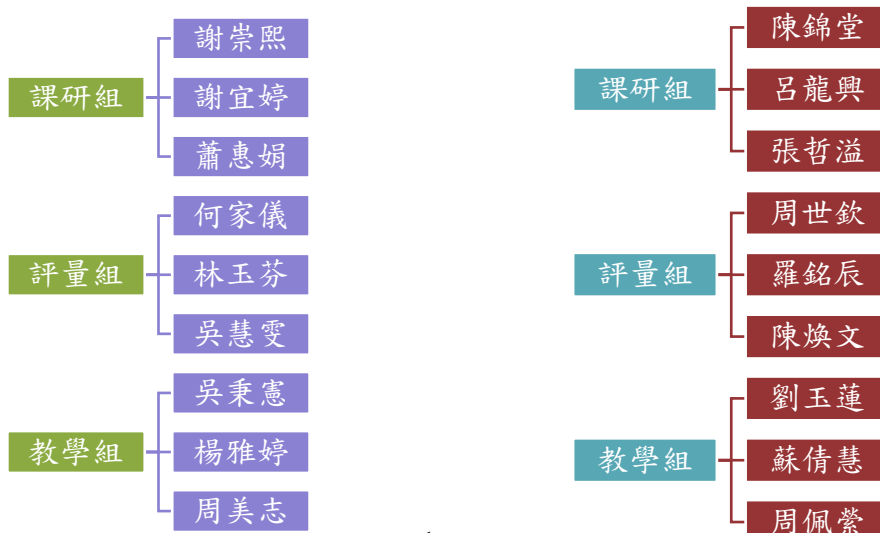 課研組
謝崇熙
謝宜婷
蕭惠娟
評量組
何家儀
林玉芬
吳慧雯
教學組
吳秉憲
楊雅婷
周美志
課研組
陳錦堂
呂龍興
張哲溢
評量組
周世欽
羅銘辰
陳煥文
教學組
劉玉蓮
蘇倩慧
周佩縈